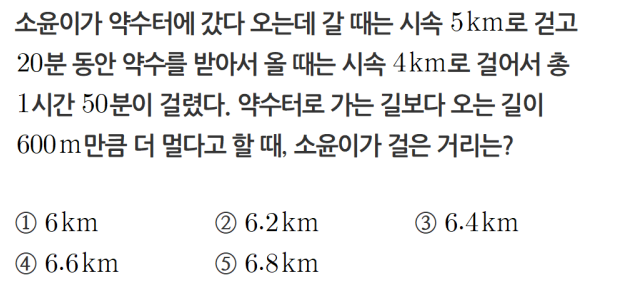 소윤이가 약수터에 갔다 오는데 갈 때는 시속 5km로 걷고
20분 동안 약수를 받아서 올 때는 시속 4km로 걸어서 총
1시간 50분이 걸렸다. 약수터로 가는 길보다 오는 길이
600m만큼 더 멀다고 할 때, 소윤이가 걸은 거리는?
① 6km ② 6.2km ③ 6.4km
④ 6.6km ⑤ 6.8km